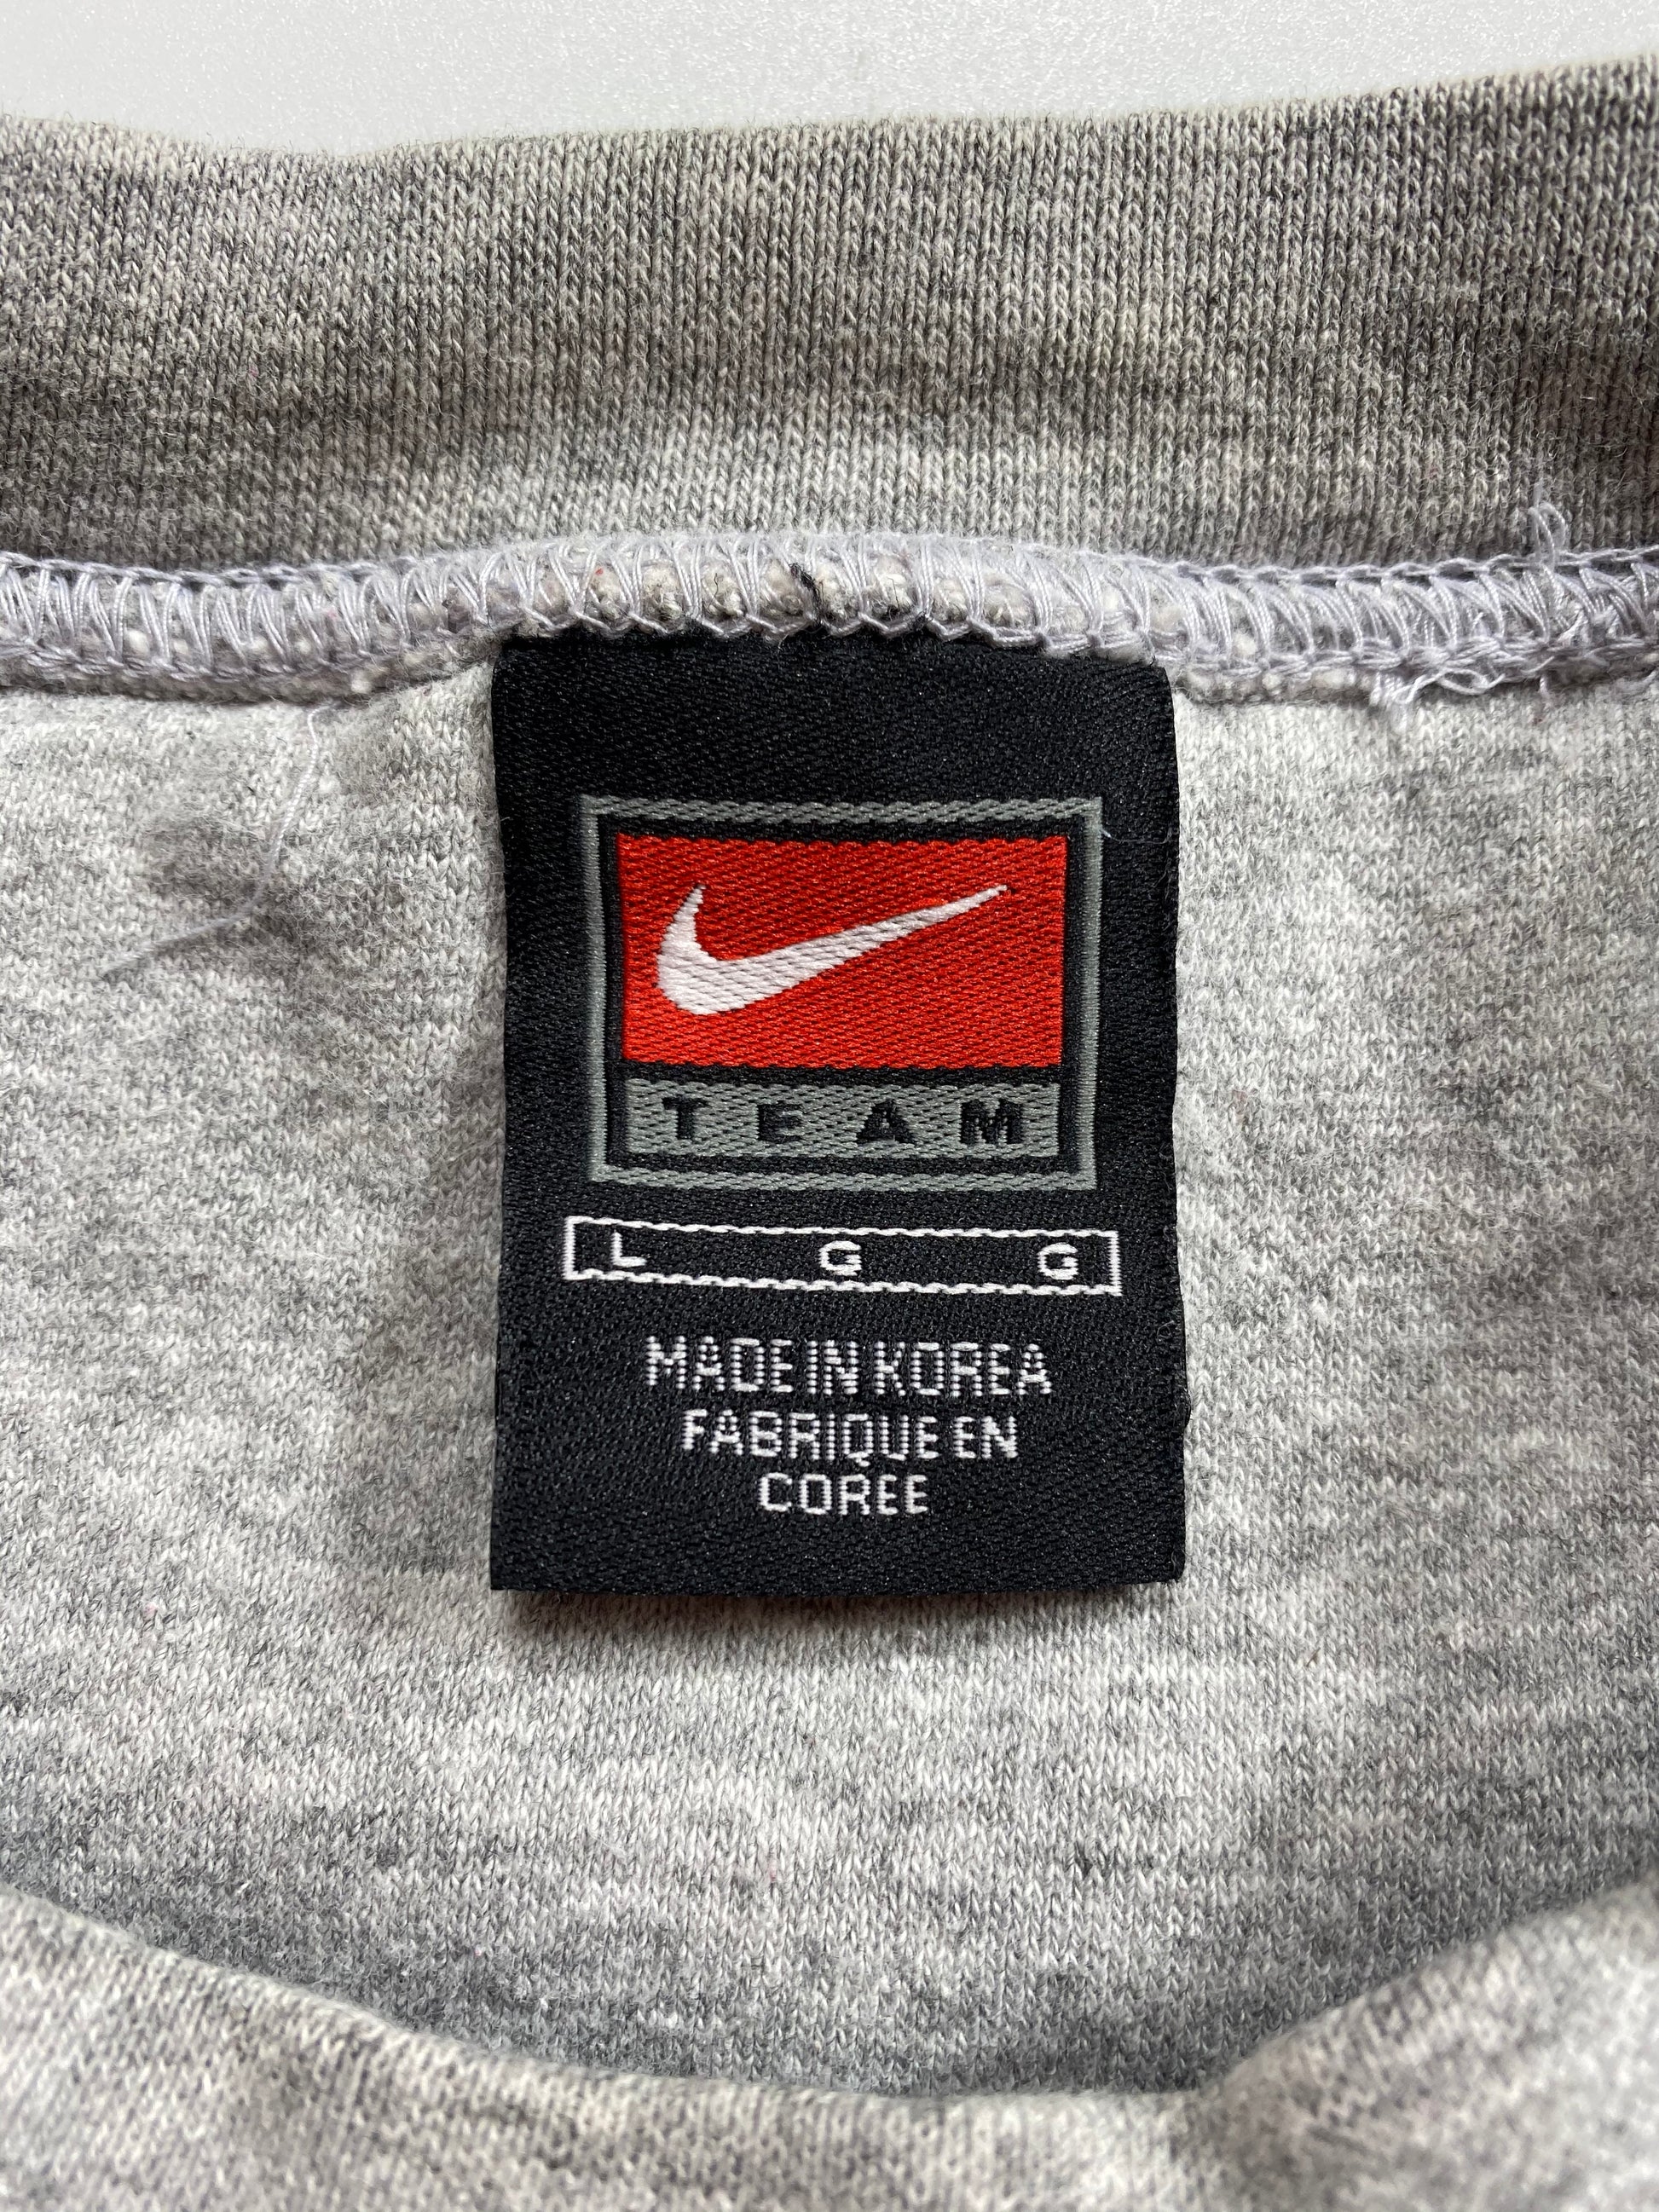 TEAM
L G G
MADE IN KOREA
FABRIQUE EN
COREE